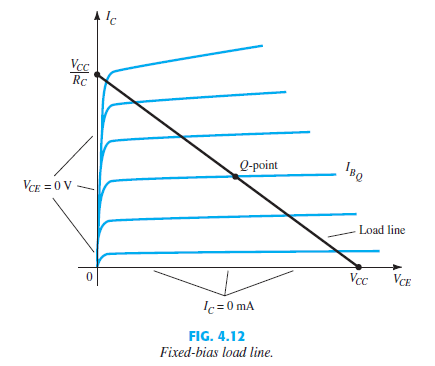 I_C
V_CC
R_C
Q-point
I_BQ
V_CE = 0 V
Load line
0
V_CC
V_CE
I_C = 0 mA
FIG. 4.12
Fixed-bias load line.